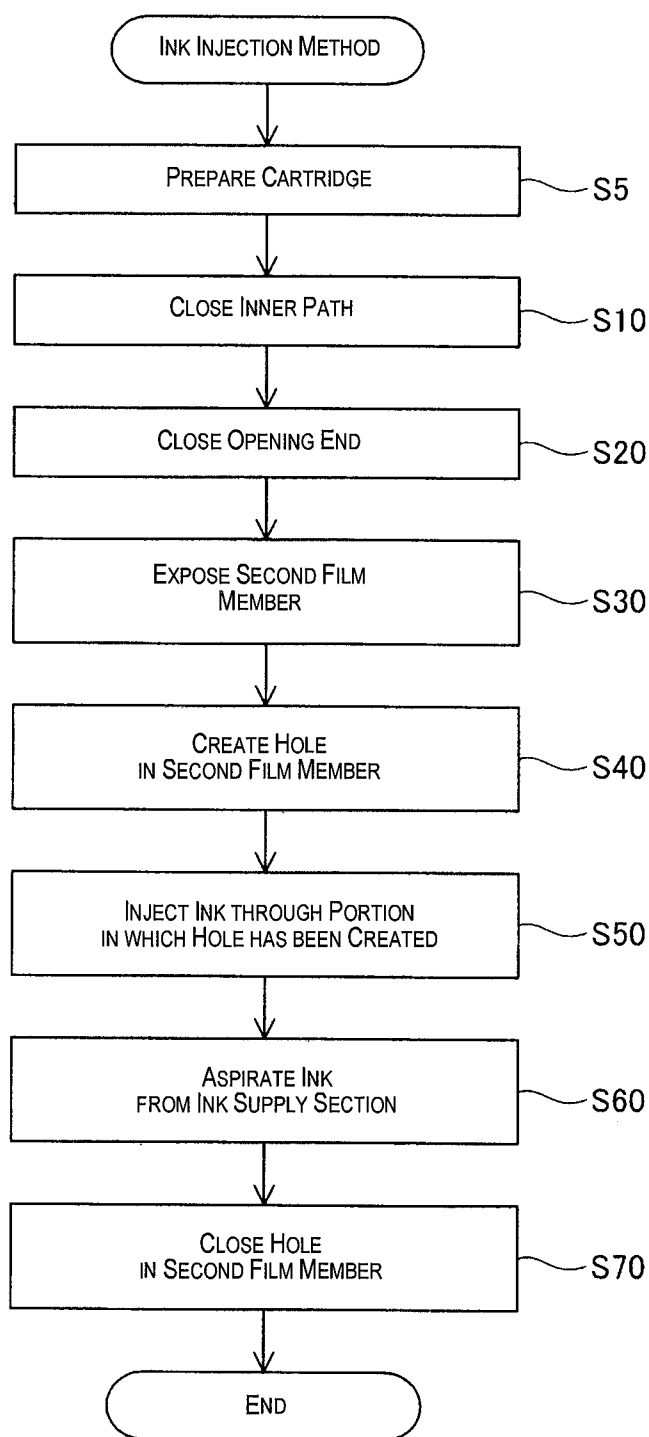 INK INJECTION METHOD
PREPARE CARTRIDGE
S5
CLOSE INNER PATH
S10
CLOSE OPENING END
S20
EXPOSE SECOND FILM
MEMBER
S30
CREATE HOLE
IN SECOND FILM MEMBER
S40
INJECT INK THROUGH PORTION
IN WHICH HOLE HAS BEEN CREATED
S50
ASPIRATE INK
FROM INK SUPPLY SECTION
S60
CLOSE HOLE
IN SECOND FILM MEMBER
S70
END